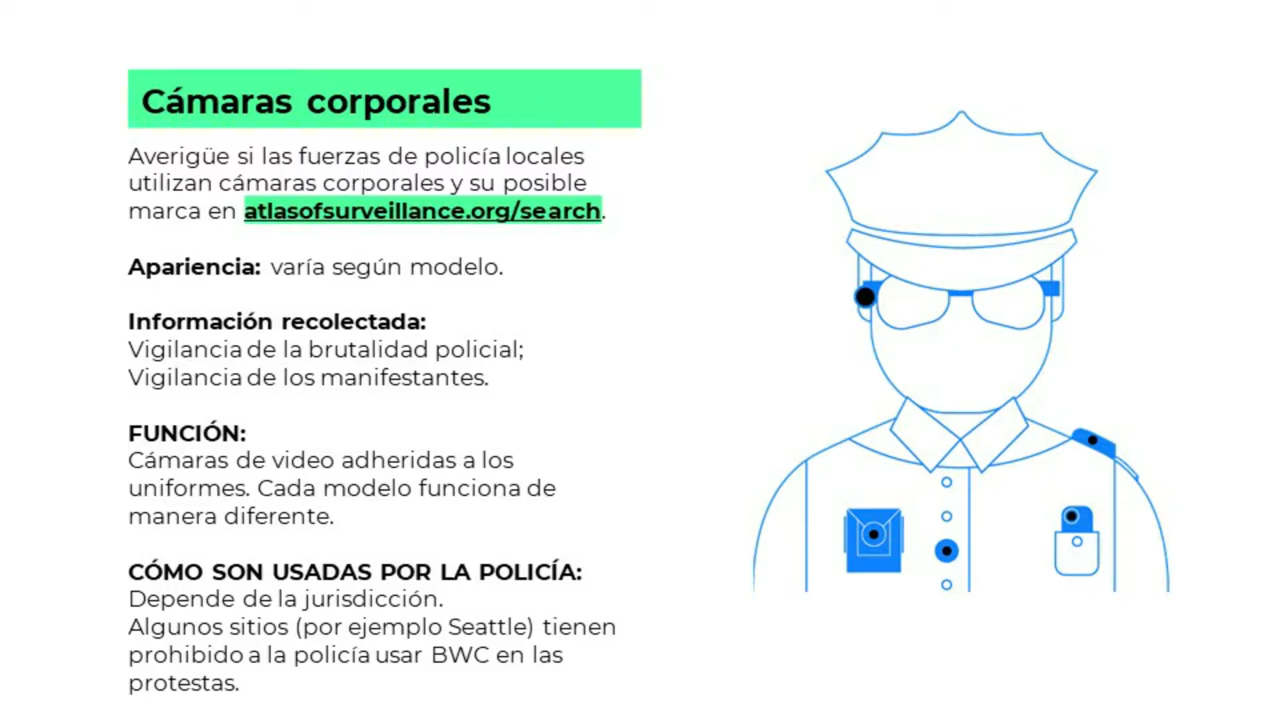 Cámaras corporales
Averigüe si las fuerzas de policía locales
utilizan cámaras corporales y su posible
marca en atlasofsurveillance.org/search.
Apariencia: varía según modelo.
Información recolectada:
Vigilancia de la brutalidad policial;
Vigilancia de los manifestantes.
FUNCIÓN:
Cámaras de video adheridas a los
uniformes. Cada modelo funciona de
manera diferente.
CÓMO SON USADAS POR LA POLICÍA:
Depende de la jurisdicción.
Algunos sitios (por ejemplo Seattle) tienen
prohibido a la policía usar BWC en las
protestas.